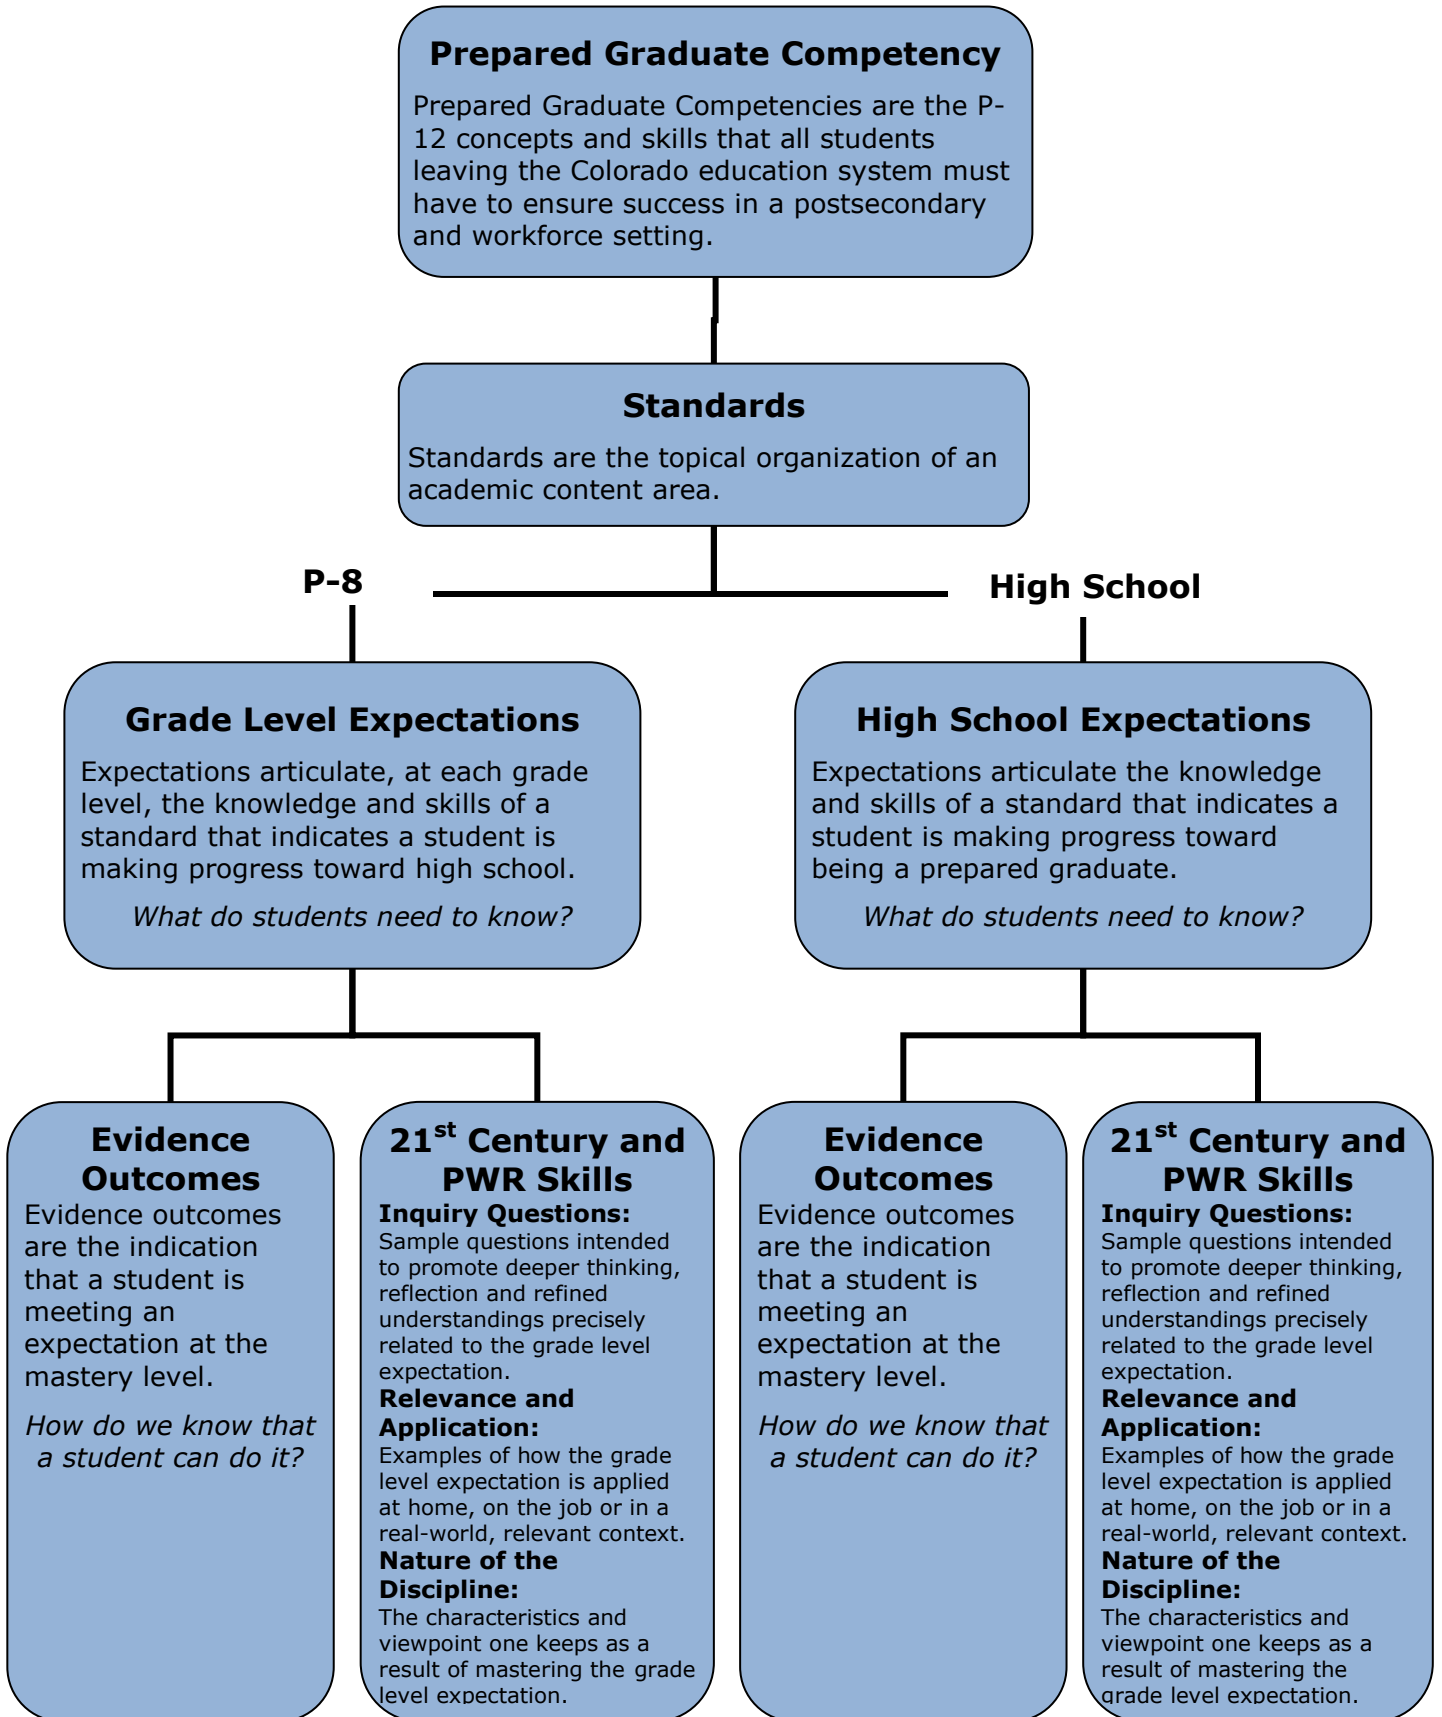 Prepared Graduate Competency
Prepared Graduate Competencies are the P-
12 concepts and skills that all students
leaving the Colorado education system must
have to ensure success in a postsecondary
and workforce setting.
Standards
Standards are the topical organization of an
academic content area.
P-8
High School
Grade Level Expectations
Expectations articulate, at each grade
level, the knowledge and skills of a
standard that indicates a student is
making progress toward high school.
What do students need to know?
High School Expectations
Expectations articulate the knowledge
and skills of a standard that indicates a
student is making progress toward
being a prepared graduate.
What do students need to know?
Evidence
Outcomes
Evidence outcomes
are the indication
that a student is
meeting an
expectation at the
mastery level.
How do we know that
a student can do it?
21st Century and
PWR Skills
Inquiry Questions:
Sample questions intended
to promote deeper thinking,
reflection and refined
understandings precisely
related to the grade level
expectation.
Relevance and
Application:
Examples of how the grade
level expectation is applied
at home, on the job or in a
real-world, relevant context.
Nature of the
Discipline:
The characteristics and
viewpoint one keeps as a
result of mastering the grade
level expectation.
Evidence
Outcomes
Evidence outcomes
are the indication
that a student is
meeting an
expectation at the
mastery level.
How do we know that
a student can do it?
21st Century and
PWR Skills
Inquiry Questions:
Sample questions intended
to promote deeper thinking,
reflection and refined
understandings precisely
related to the grade level
expectation.
Relevance and
Application:
Examples of how the grade
level expectation is applied
at home, on the job or in a
real-world, relevant context.
Nature of the
Discipline:
The characteristics and
viewpoint one keeps as a
result of mastering the
grade level expectation.